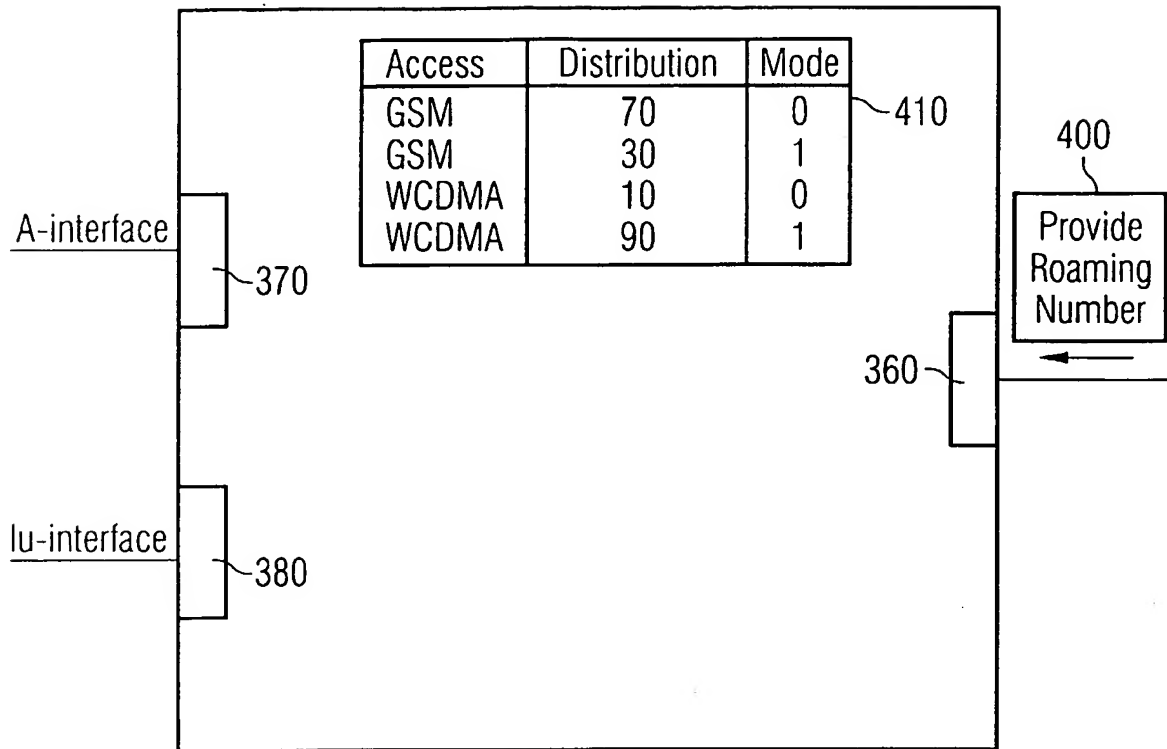 Access Distribution Mode
GSM 70 0
GSM 30 1
WCDMA 10 0
WCDMA 90 1
410
400
Provide
Roaming
Number
A-interface
370
360
Iu-interface
380